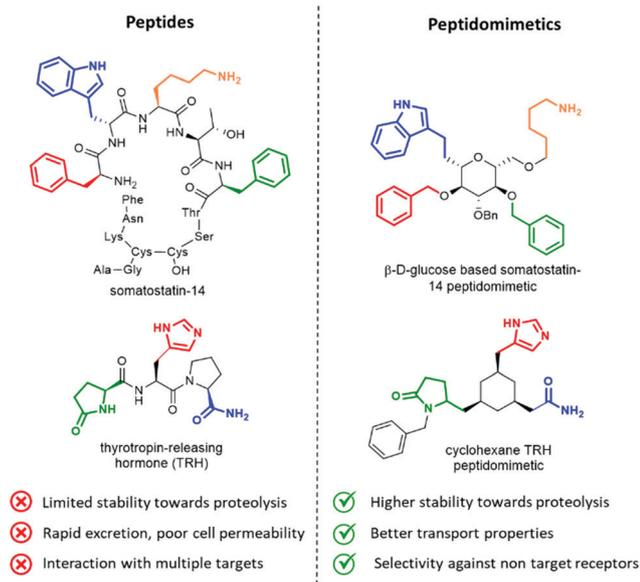 Peptides
NH
NH2
O
H
N
O
N
H
OH
NH
O
HN
O
NH
O
NH2
Phe
Asn
Lys
Cys
Cys
Ala
Gly
OH
Thr
Ser
somatostatin-14
HN
N
O
N
H
O
N
NH
O
O
NH2
thyrotropin-releasing
hormone (TRH)
Limited stability towards proteolysis
Rapid excretion, poor cell permeability
Interaction with multiple targets
Peptidomimetics
HN
NH2
O
O
O
O
OBn
β-D-glucose based somatostatin-
14 peptidomimetic
HN
N
O
N
O
NH2
cyclohexane TRH
peptidomimetic
Higher stability towards proteolysis
Better transport properties
Selectivity against non target receptors